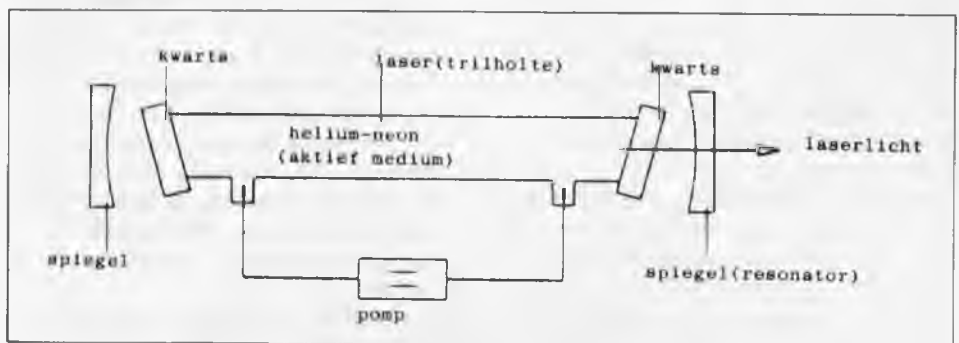 kwarts
laser(trilholte)
kwarts
helium-neon
(aktief medium)
laserlicht
spiegel
spiegel(resonator)
pomp